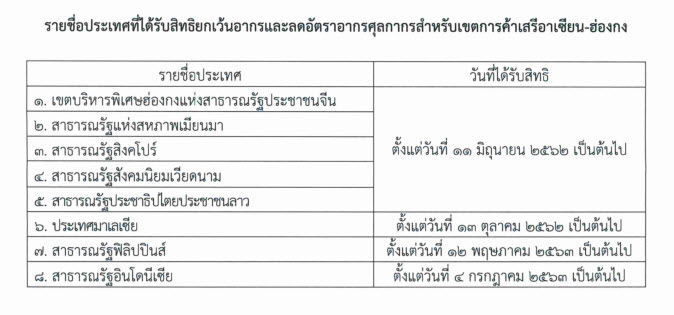 รายชื่อประเทศที่ได้รับสิทธิยกเว้นอากรและลดอัตราอากรศุลกากรสำหรับเขตการค้าเสรีอาเซียน-ฮ่องกง
รายชื่อประเทศ
วันที่ได้รับสิทธิ
๑. เขตบริหารพิเศษฮ่องกงแห่งสาธารณรัฐประชาชนจีน
๒. สาธารณรัฐแห่งสหภาพเมียนมา
๓. สาธารณรัฐสิงคโปร์
๔. สาธารณรัฐสังคมนิยมเวียดนาม
๕. สาธารณรัฐประชาธิปไตยประชาชนลาว
ตั้งแต่วันที่ ๑๑ มิถุนายน ๒๕๖๒ เป็นต้นไป
๖. ประเทศมาเลเซีย
ตั้งแต่วันที่ ๑๓ ตุลาคม ๒๕๖๒ เป็นต้นไป
๗. สาธารณรัฐฟิลิปปินส์
ตั้งแต่วันที่ ๑๒ พฤษภาคม ๒๕๖๓ เป็นต้นไป
๘. สาธารณรัฐอินโดนีเซีย
ตั้งแต่วันที่ ๔ กรกฎาคม ๒๕๖๓ เป็นต้นไป